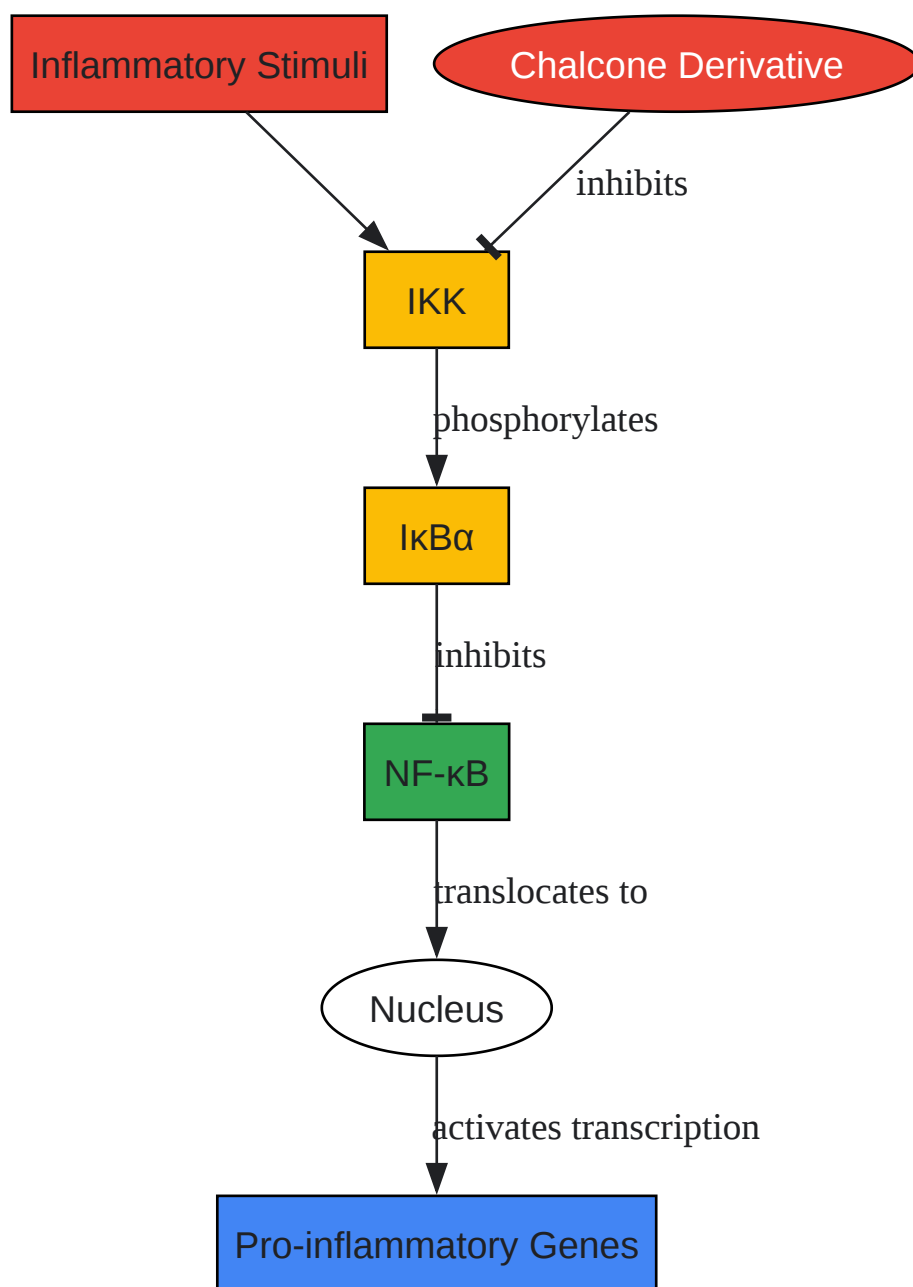 Inflammatory Stimuli
Chalcone Derivative
inhibits
IKK
phosphorylates
IκBα
inhibits
NF-κB
translocates to
Nucleus
activates transcription
Pro-inflammatory Genes